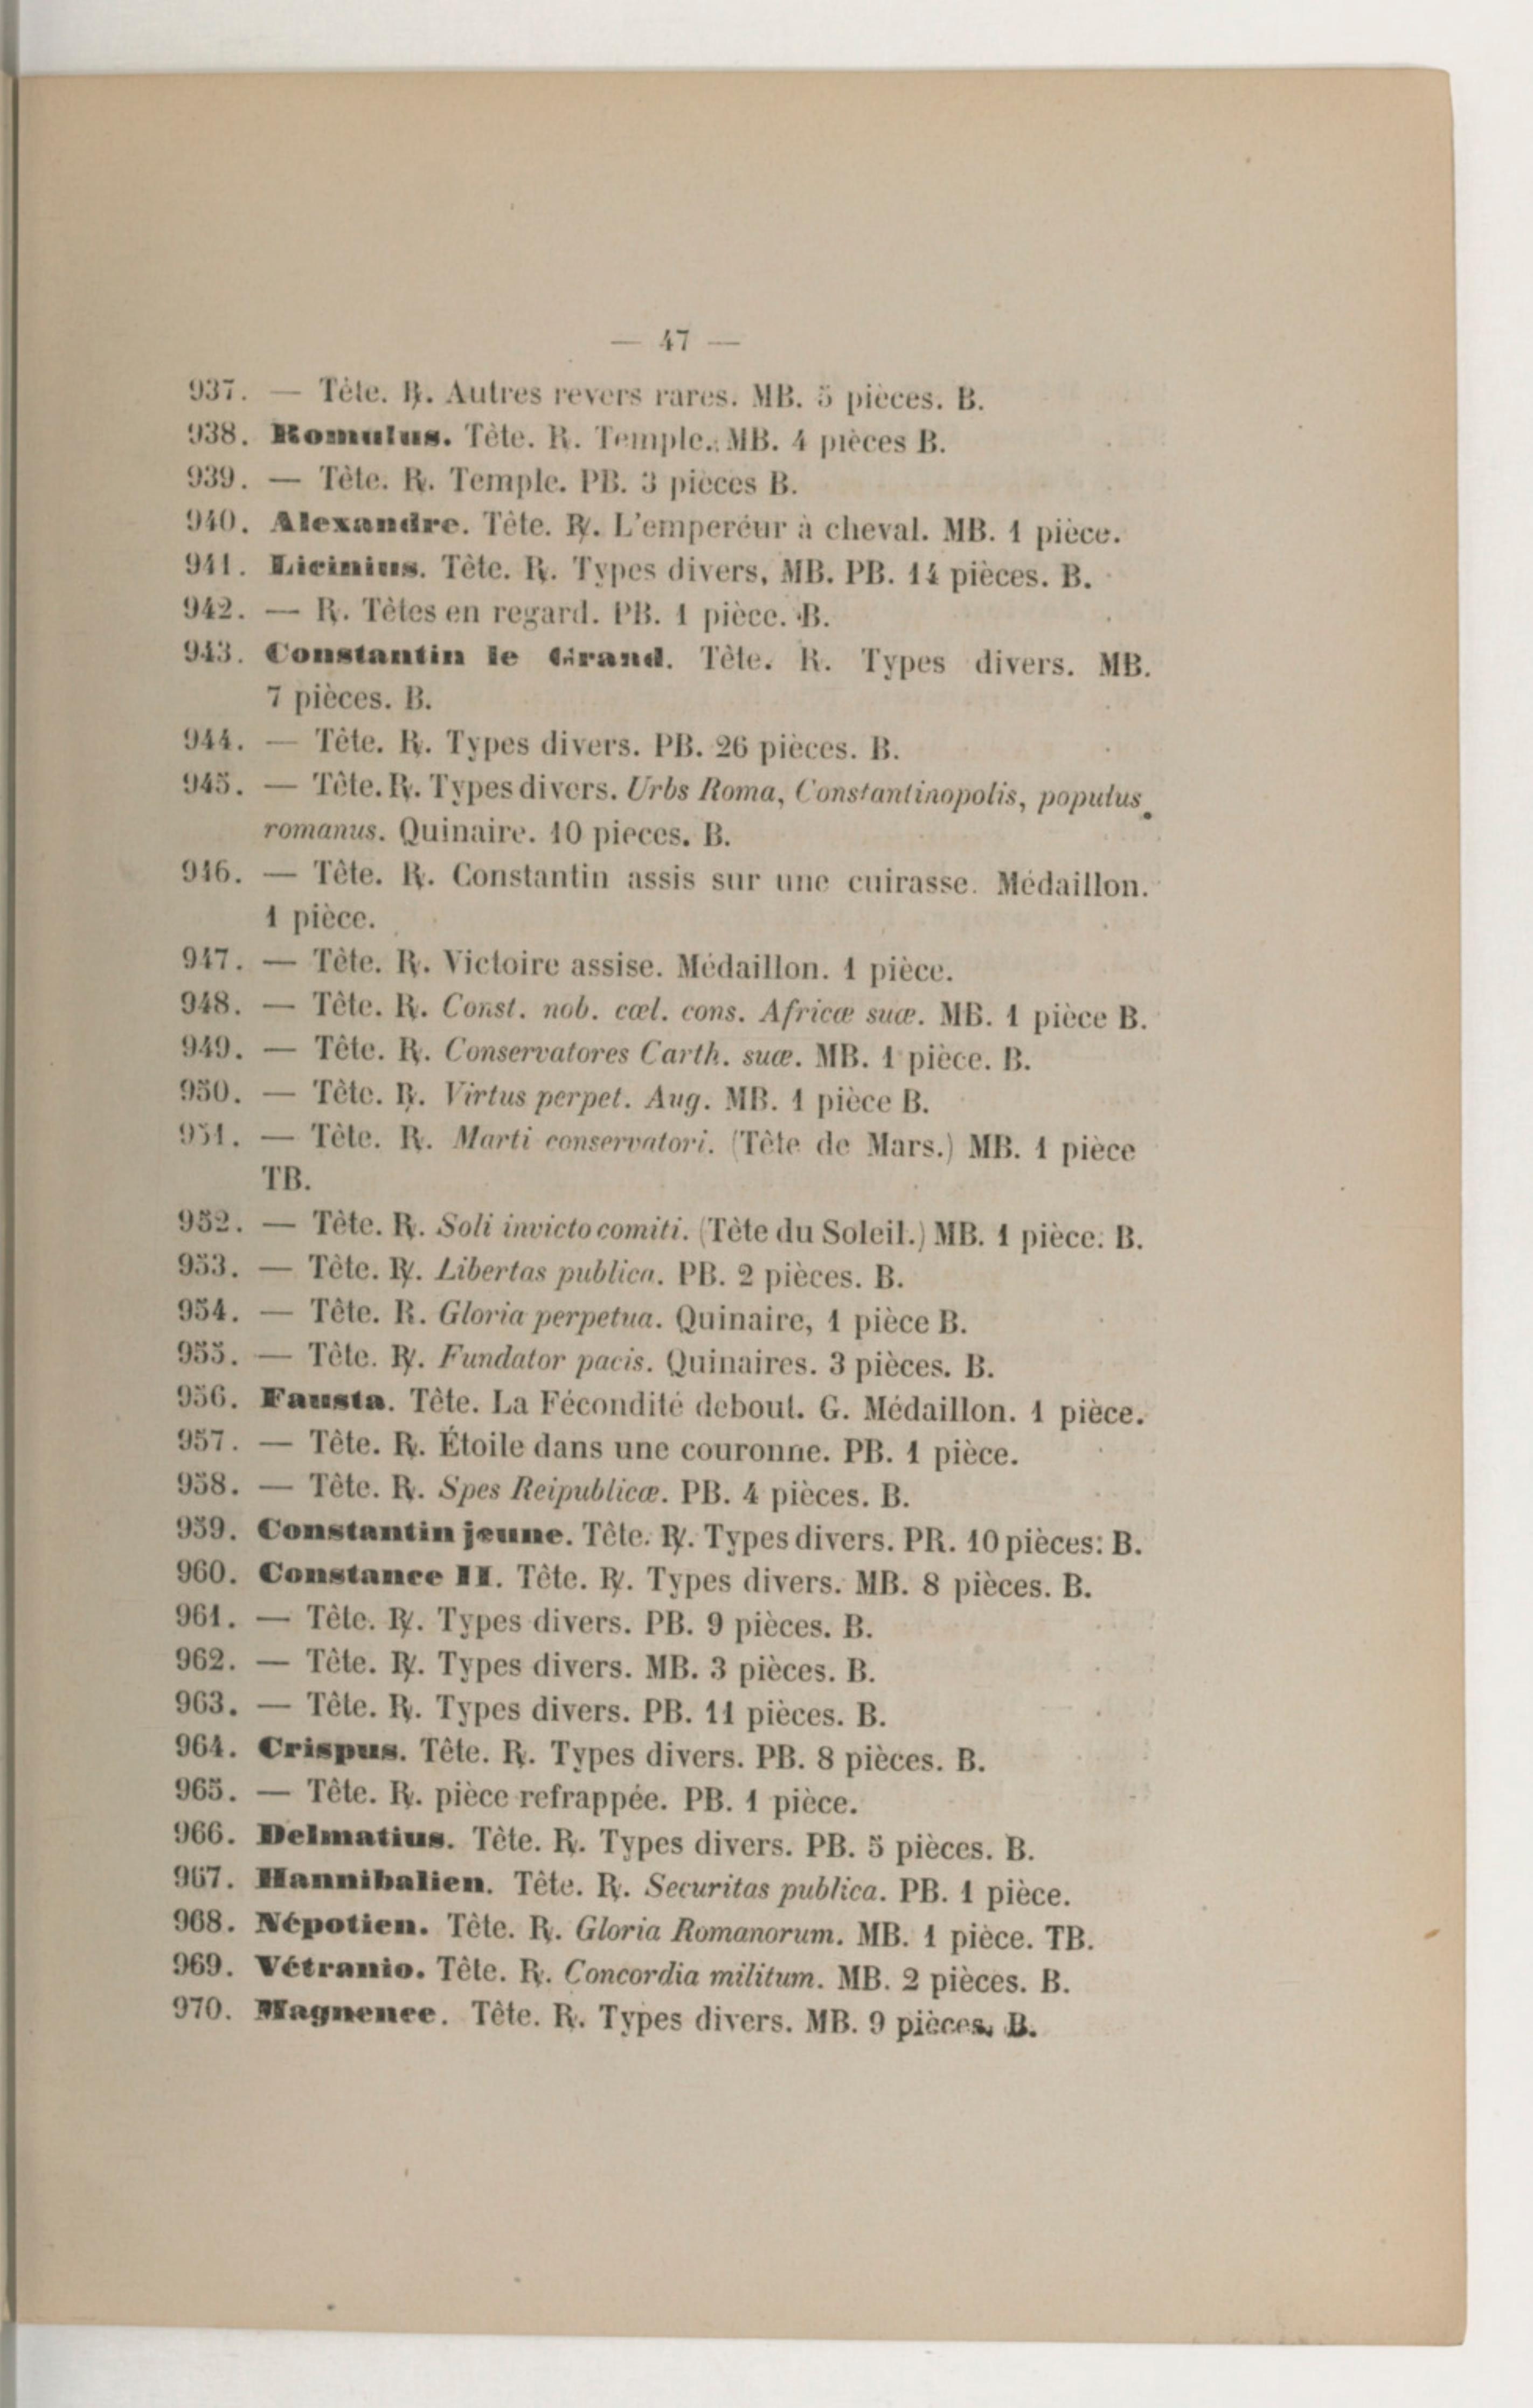 — 47 —
937. — Tête. ℞. Autres revers rares. MB. 5 pièces. B.
938. Romulus. Tête. ℞. Temple. MB. 4 pièces B.
939. — Tête. ℞. Temple. PB. 3 pièces B.
940. Alexandre. Tête. ℞. L'emperéur à cheval. MB. 1 pièce.
941. Licinius. Tête. ℞. Types divers, MB. PB. 14 pièces. B.
942. — ℞. Têtes en regard. PB. 1 pièce. B.
943. Constantin le Grand. Tête. ℞. Types divers. MB.
7 pièces. B.
944. — Tête. ℞. Types divers. PB. 26 pièces. B.
945. — Tête. ℞. Types divers. Urbs Roma, Constantinopolis, populus
romanus. Quinaire. 10 pieces. B.
946. — Tête. ℞. Constantin assis sur une cuirasse. Médaillon.
1 pièce.
947. — Tête. ℞. Victoire assise. Médaillon. 1 pièce.
948. — Tête. ℞. Const. nob. cœl. cons. Africæ suæ. MB. 1 pièce B.
949. — Tête. ℞. Conservatores Carth. suæ. MB. 1 pièce. B.
950. — Tête. ℞. Virtus perpet. Aug. MB. 1 pièce B.
951. — Tête. ℞. Marti conservatori. (Tête de Mars.) MB. 1 pièce
TB.
952. — Tête. ℞. Soli invicto comiti. (Tète du Soleil.) MB. 1 pièce. B.
953. — Tête. ℞. Libertas publica. PB. 2 pièces. B.
954. — Tête. ℞. Gloria perpetua. Quinaire, 1 pièce B.
955. — Tête. ℞. Fundator pacis. Quinaires. 3 pièces. B.
956. Fausta. Tête. La Fécondité debout. G. Médaillon. 1 pièce.
957. — Tête. ℞. Étoile dans une couronne. PB. 1 pièce.
958. — Tête. ℞. Spes Reipublicæ. PB. 4 pièces. B.
959. Constantin jeune. Tête. ℞. Types divers. PR. 10 pièces: B.
960. Constance II. Tête. ℞. Types divers. MB. 8 pièces. B.
961. — Tête. ℞. Types divers. PB. 9 pièces. B.
962. — Tête. ℞. Types divers. MB. 3 pièces. B.
963. — Tête. ℞. Types divers. PB. 11 pièces. B.
964. Crispus. Tête. ℞. Types divers. PB. 8 pièces. B.
965. — Tête. ℞. pièce refrappée. PB. 1 pièce.
966. Delmatius. Tête. ℞. Types divers. PB. 5 pièces. B.
967. Hannibalien. Tête. ℞. Securitas publica. PB. 1 pièce.
968. Népotien. Tête. ℞. Gloria Romanorum. MB. 1 pièce. TB.
969. Vétranio. Tête. ℞. Concordia militum. MB. 2 pièces. B.
970. Magnence. Tête. ℞. Types divers. MB. 9 pièces. B.